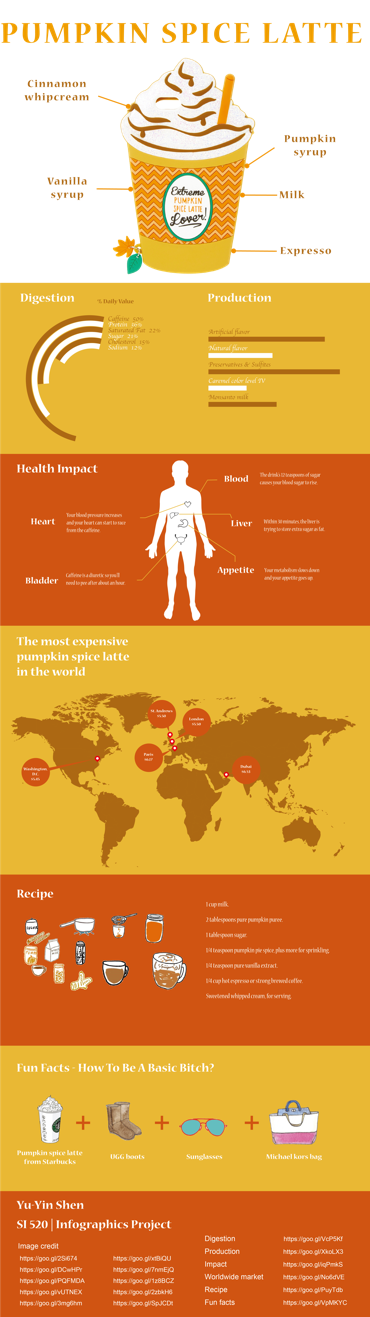 PUMPKIN SPICE LATTE
Cinnamon
whipcream
Pumpkin
syrup
Vanilla
syrup
Milk
Expresso
Extreme
PUMPKIN
SPICE LATTE
Lover!
Digestion
% Daily Value
Caffeine 50%
Protein 36%
Saturated Fat 22%
Cholesterol 15%
Sodium 12%
Production
Artificial flavor
Natural flavor
Preservatives & Sulfites
Caramel color level IV
Monsanto milk
Health Impact
Blood
The drinks 12 teaspoons of sugar
causes your blood sugar to rise
Heart
Your blood pressure increases
and your heart can start to race
from the caffeine
Liver
Within 30 minutes, the liver is
trying to store extra sugar as fat.
Appetite
Your metabolism slows down
and your appetite goes up
Bladder
Caffeine is a diuretic, so you'll
need to pee after about an hour
The most expensive
pumpkin spice latte
in the world
St. Andrews
London
Paris
Dubai
Washington
D.C
Recipe
1 cup milk.
2 tablespoons pure pumpkin puree.
1 tablespoon sugar.
1/4 teaspoon pumpkin pie spice, plus more for sprinkling.
1/4 teaspoon pure vanilla extract.
1/4 cup hot espresso or strong brewed coffee.
Sweetened whipped cream, for serving.
Fun Facts - How To Be A Basic Bitch?
+
+
+
Pumpkin spice latte
from Starbucks
UGG boots
Sunglasses
Michael kors bag
Yu-Yin Shen
SI 520 | Infographics Project
Image credit
https://goo.gl/2Si674
https://goo.gl/DCwHPr
https://goo.gl/PQFMDA
https://goo.gl/vUTNEX
https://goo.gl/3mg6hm
https://goo.gl/xtBiQU
https://goo.gl/7nmEjQ
https://goo.gl/1z8BCZ
https://goo.gl/2zbkH6
https://goo.gl/SpJCDt
Digestion https://goo.gl/VcP5Kf
Production https://goo.gl/XkoLX3
Impact https://goo.gl/iqPmkS
Worldwide market https://goo.gl/No6dVE
Recipe https://goo.gl/PuyTdb
Fun facts https://goo.gl/VpMKYC